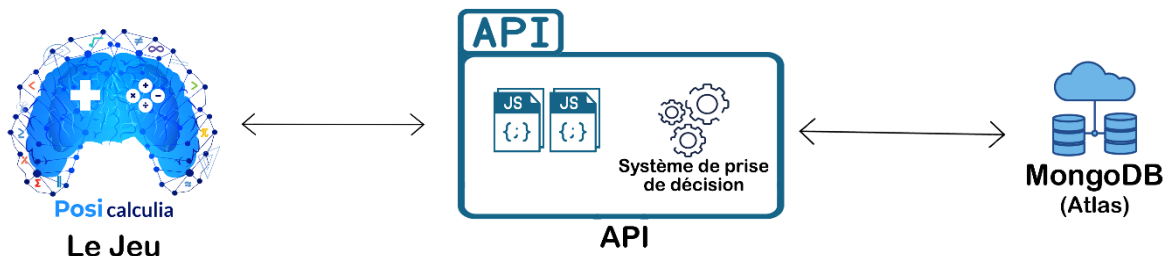 Posi calculia
Le Jeu
API
JS
{;}
JS
{;}
Système de prise
de décision
API
MongoDB
(Atlas)